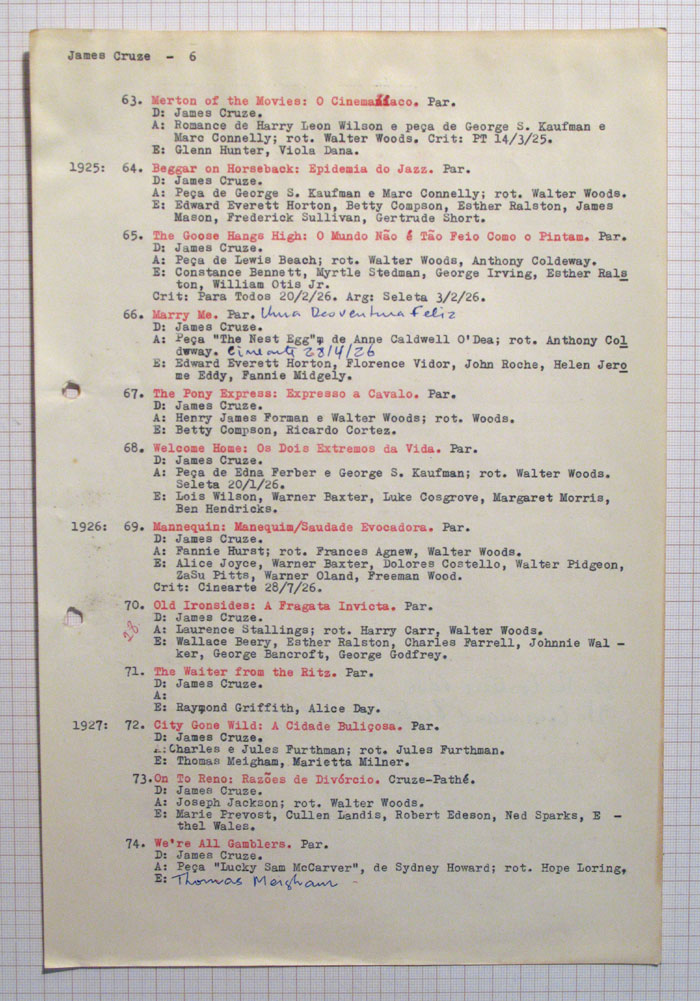 James Cruze - 6
63. Merton of the Movies: O Cinemaníaco. Par.
D: James Cruze.
A: Romance de Harry Leon Wilson e peça de George S. Kaufman e
Marc Connelly; rot. Walter Woods. Crit: PT 14/3/25.
E: Glenn Hunter, Viola Dana.
1925: 64. Beggar on Horseback: Epidemia do Jazz. Par.
D: James Cruze.
A: Peça de George S. Kaufman e Marc Connelly; rot. Walter Woods.
E: Edward Everett Horton, Betty Compson, Esther Ralston, James
Mason, Frederick Sullivan, Gertrude Short.
65. The Goose Hangs High: O Mundo Não é Tão Feio Como o Pintam. Par.
D: James Cruze.
A: Peça de Lewis Beach; rot. Walter Woods, Anthony Coldeway.
E: Constance Bennett, Myrtle Stedman, George Irving, Esther Rals
ton, William Otis Jr.
Crit: Para Todos 20/2/26. Arg: Seleta 3/2/26.
66. Marry Me. Par. Uma Desventura Feliz
D: James Cruze.
A: Peça "The Nest Egg", de Anne Caldwell O'Dea; rot. Anthony Col
dwway. Cinearte 28/4/26
E: Edward Everett Horton, Florence Vidor, John Roche, Helen Jero
me Eddy, Fannie Midgely.
67. The Pony Express: Expresso a Cavalo. Par.
D: James Cruze.
A: Henry James Forman e Walter Woods; rot. Woods.
E: Betty Compson, Ricardo Cortez.
68. Welcome Home: Os Dois Extremos da Vida. Par.
D: James Cruze.
A: Peça de Edna Ferber e George S. Kaufman; rot. Walter Woods.
Seleta 20/1/26.
E: Lois Wilson, Warner Baxter, Luke Cosgrove, Margaret Morris,
Ben Hendricks.
1926: 69. Mannequin: Manequim/Saudade Evocadora. Par.
D: James Cruze.
A: Fannie Hurst; rot. Frances Agnew, Walter Woods.
E: Alice Joyce, Warner Baxter, Dolores Costello, Walter Pidgeon,
ZaSu Pitts, Warner Oland, Freeman Wood.
Crit: Cinearte 28/7/26.
70. Old Ironsides: A Fragata Invicta. Par.
D: James Cruze.
28 A: Laurence Stallings; rot. Harry Carr, Walter Woods.
E: Wallace Beery, Esther Ralston, Charles Farrell, Johnnie Wal -
ker, George Bancroft, George Godfrey.
71. The Waiter from the Ritz. Par.
D: James Cruze.
A:
E: Raymond Griffith, Alice Day.
1927: 72. City Gone Wild: A Cidade Buliçosa. Par.
D: James Cruze.
A: Charles e Jules Furthman; rot. Jules Furthman.
E: Thomas Meigham, Marietta Milner.
73. On To Reno: Razões de Divórcio. Cruze-Pathé.
D: James Cruze.
A: Joseph Jackson; rot. Walter Woods.
E: Marie Prevost, Cullen Landis, Robert Edeson, Ned Sparks, E -
thel Wales.
74. We're All Gamblers. Par.
D: James Cruze.
A: Peça "Lucky Sam McCarver", de Sydney Howard; rot. Hope Loring,
E: Thomas Meigham -